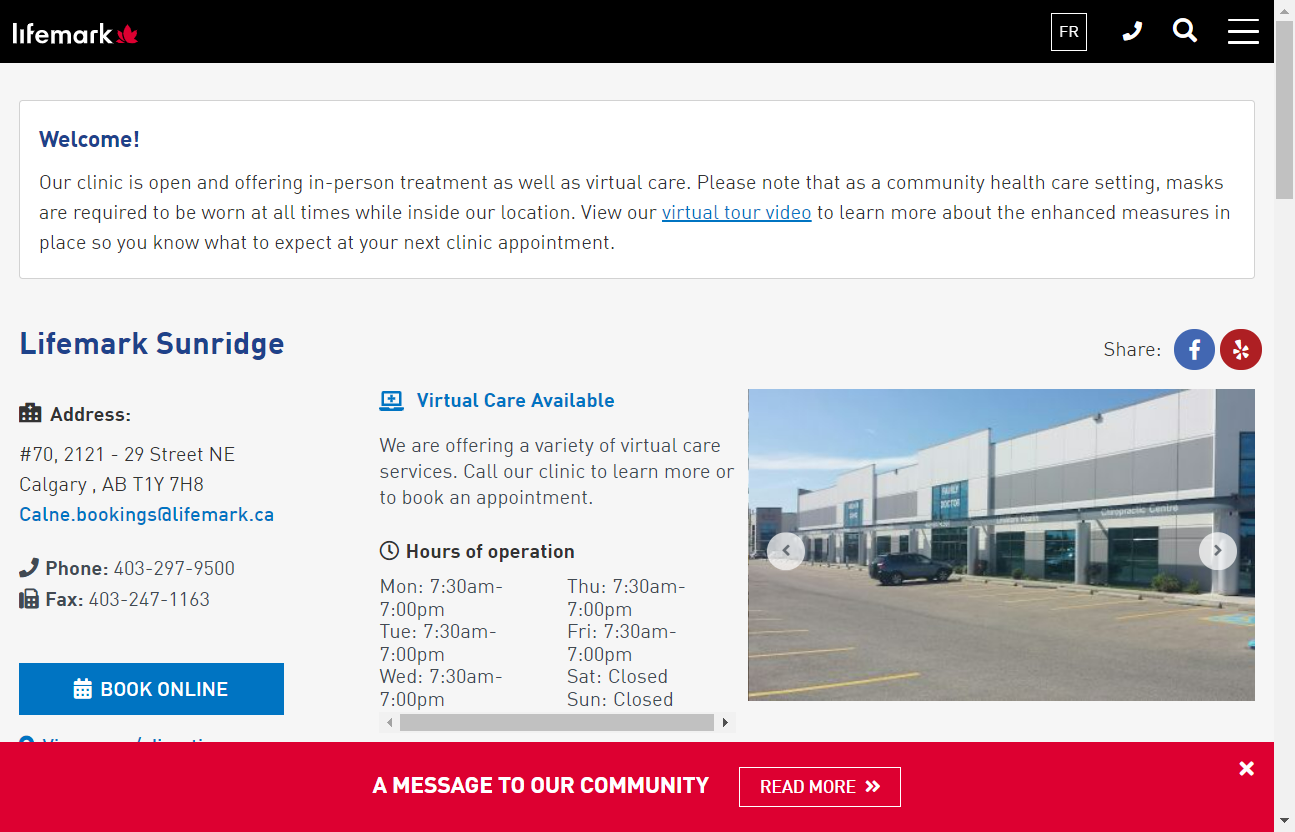 lifemark
FR
Welcome!
Our clinic is open and offering in-person treatment as well as virtual care. Please note that as a community health care setting, masks
are required to be worn at all times while inside our location. View our virtual tour video to learn more about the enhanced measures in
place so you know what to expect at your next clinic appointment.
Lifemark Sunridge
Share:
Address:
#70, 2121 - 29 Street NE
Calgary , AB T1Y 7H8
Calne.bookings@lifemark.ca
Phone: 403-297-9500
Fax: 403-247-1163
BOOK ONLINE
Virtual Care Available
We are offering a variety of virtual care
services. Call our clinic to learn more or
to book an appointment.
Hours of operation
Mon: 7:30am-
7:00pm
Tue: 7:30am-
7:00pm
Wed: 7:30am-
7:00pm
Thu: 7:30am-
7:00pm
Fri: 7:30am-
7:00pm
Sat: Closed
Sun: Closed
FAMILY
DOCTOR
Chiropractic Centre
A MESSAGE TO OUR COMMUNITY
READ MORE